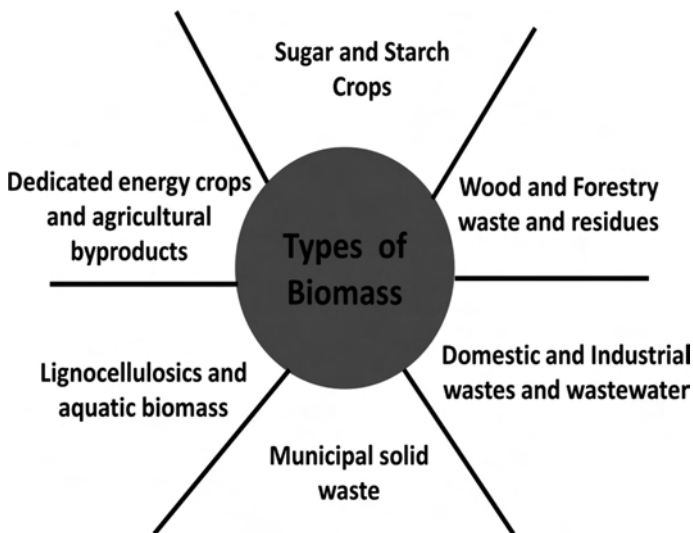 Sugar and Starch
Crops
Wood and Forestry
waste and residues
Domestic and Industrial
wastes and wastewater
Municipal solid
waste
Lignocellulosics and
aquatic biomass
Dedicated energy crops
and agricultural
byproducts
Types of
Biomass